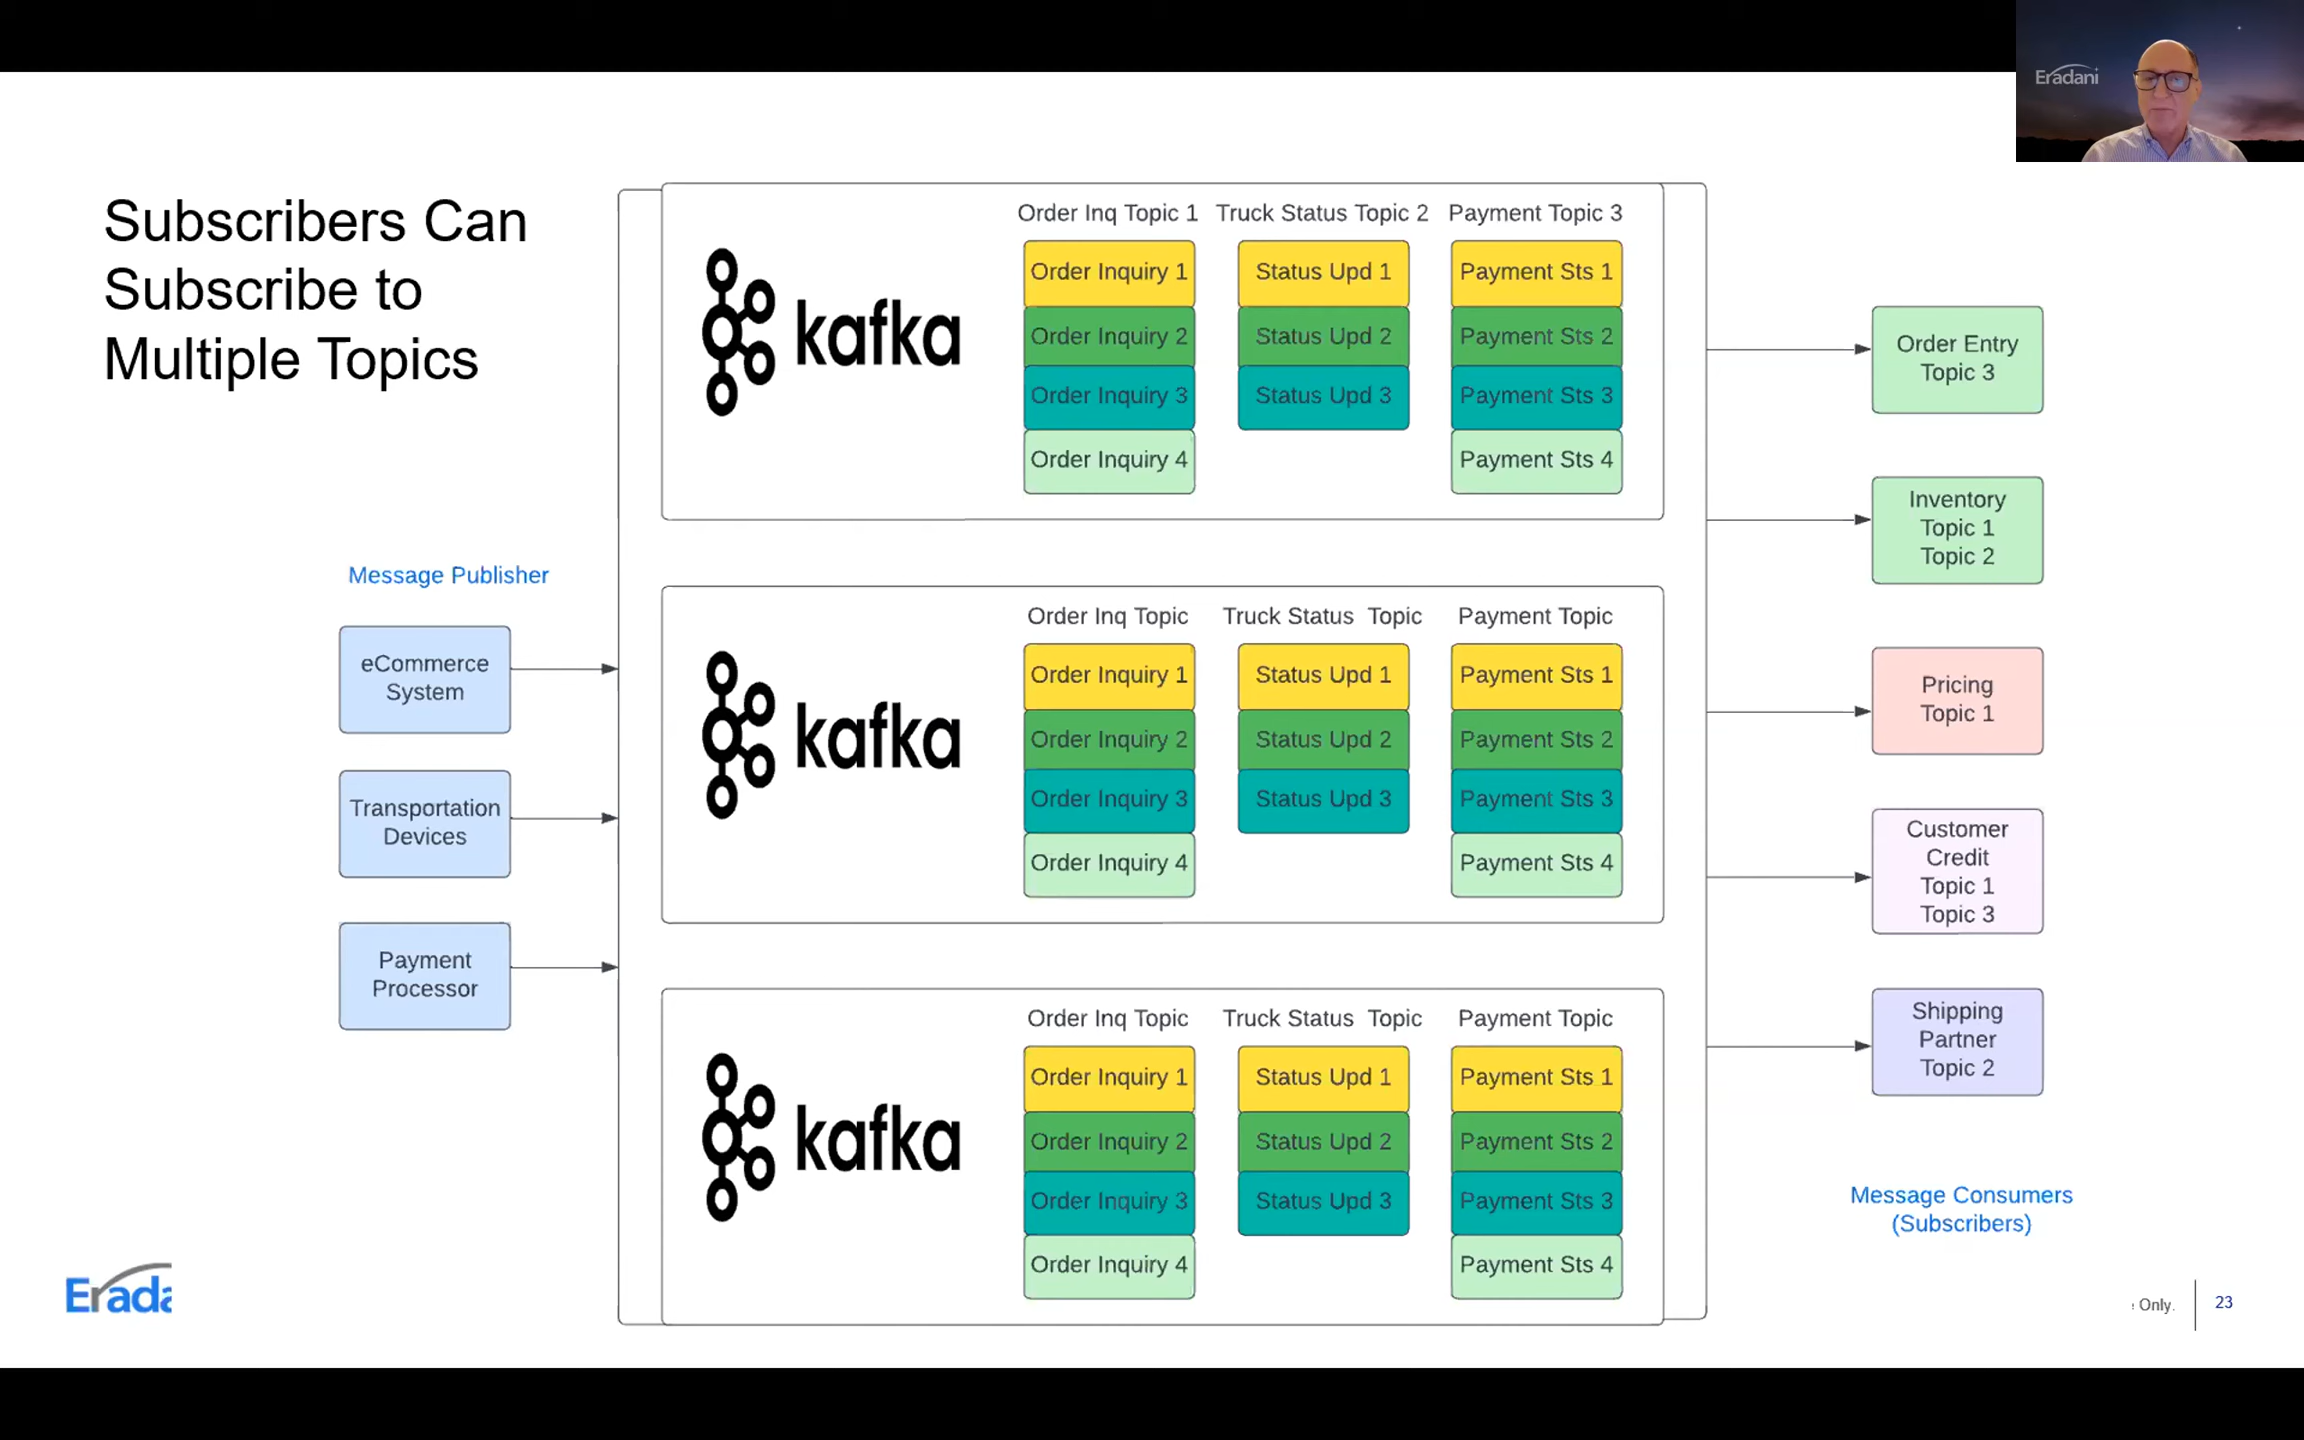 Eradani
Subscribers Can
Subscribe to
Multiple Topics
Message Publisher
eCommerce
System
Transportation
Devices
Payment
Processor
kafka
Order Inq Topic 1 Truck Status Topic 2 Payment Topic 3
Order Inquiry 1 Status Upd 1 Payment Sts 1
Order Inquiry 2 Status Upd 2 Payment Sts 2
Order Inquiry 3 Status Upd 3 Payment Sts 3
Order Inquiry 4 Payment Sts 4
kafka
Order Inq Topic Truck Status Topic Payment Topic
Order Inquiry 1 Status Upd 1 Payment Sts 1
Order Inquiry 2 Status Upd 2 Payment Sts 2
Order Inquiry 3 Status Upd 3 Payment Sts 3
Order Inquiry 4 Payment Sts 4
kafka
Order Inq Topic Truck Status Topic Payment Topic
Order Inquiry 1 Status Upd 1 Payment Sts 1
Order Inquiry 2 Status Upd 2 Payment Sts 2
Order Inquiry 3 Status Upd 3 Payment Sts 3
Order Inquiry 4 Payment Sts 4
Order Entry
Topic 3
Inventory
Topic 1
Topic 2
Pricing
Topic 1
Customer
Credit
Topic 1
Topic 3
Shipping
Partner
Topic 2
Message Consumers
(Subscribers)
Only.
23